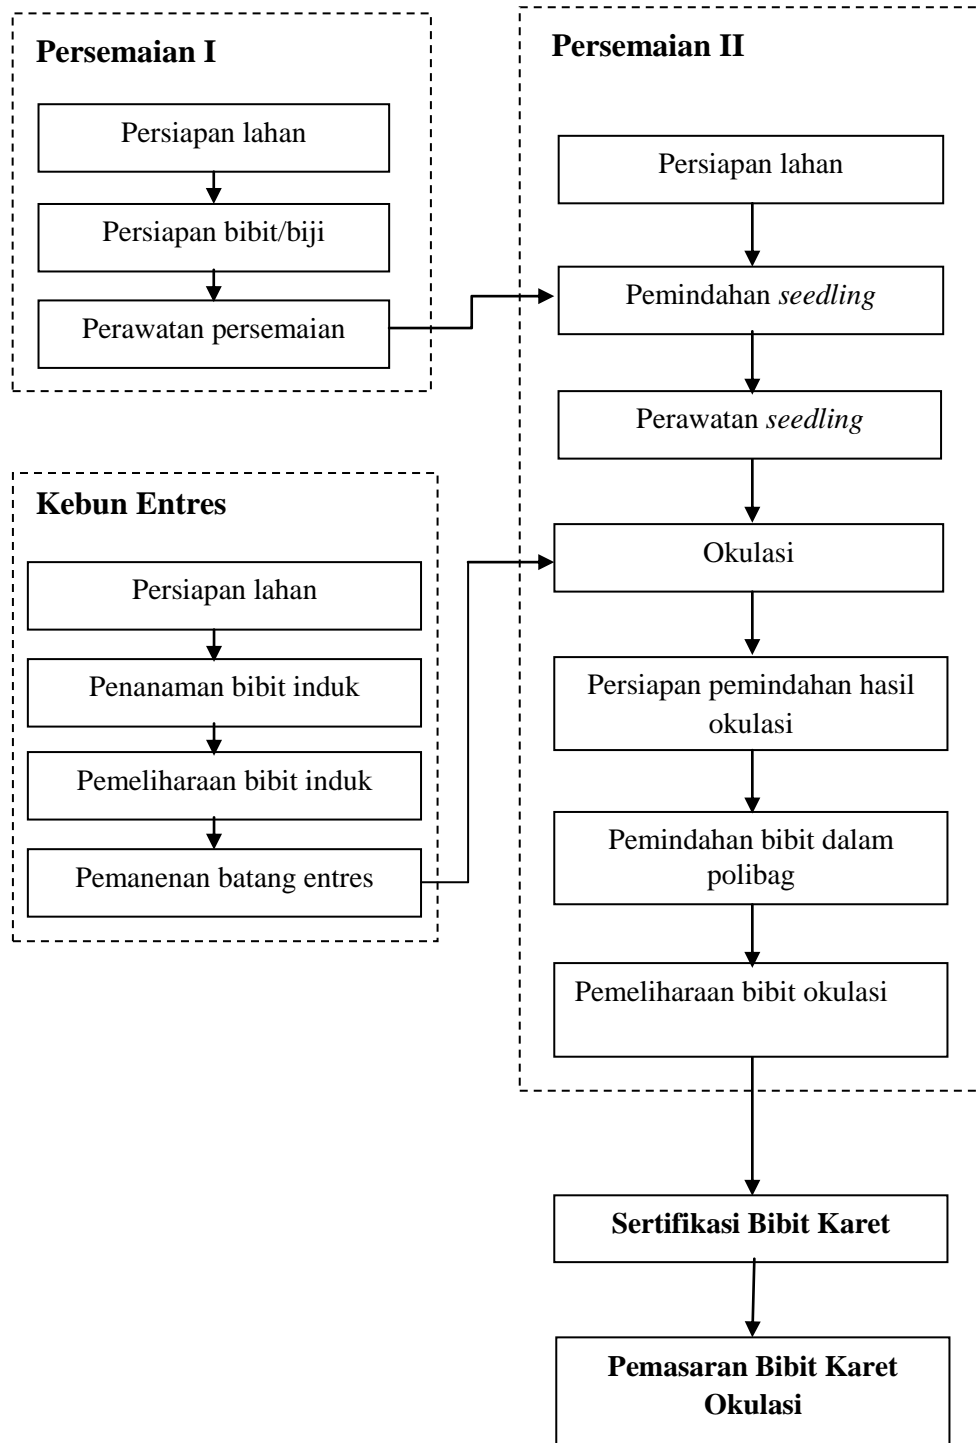 Persemaian I
Persiapan lahan
Persiapan bibit/biji
Perawatan persemaian
Kebun Entres
Persiapan lahan
Penanaman bibit induk
Pemeliharaan bibit induk
Pemanenan batang entres
Persemaian II
Persiapan lahan
Pemindahan seedling
Perawatan seedling
Okulasi
Persiapan pemindahan hasil
okulasi
Pemindahan bibit dalam
polibag
Pemeliharaan bibit okulasi
Sertifikasi Bibit Karet
Pemasaran Bibit Karet
Okulasi